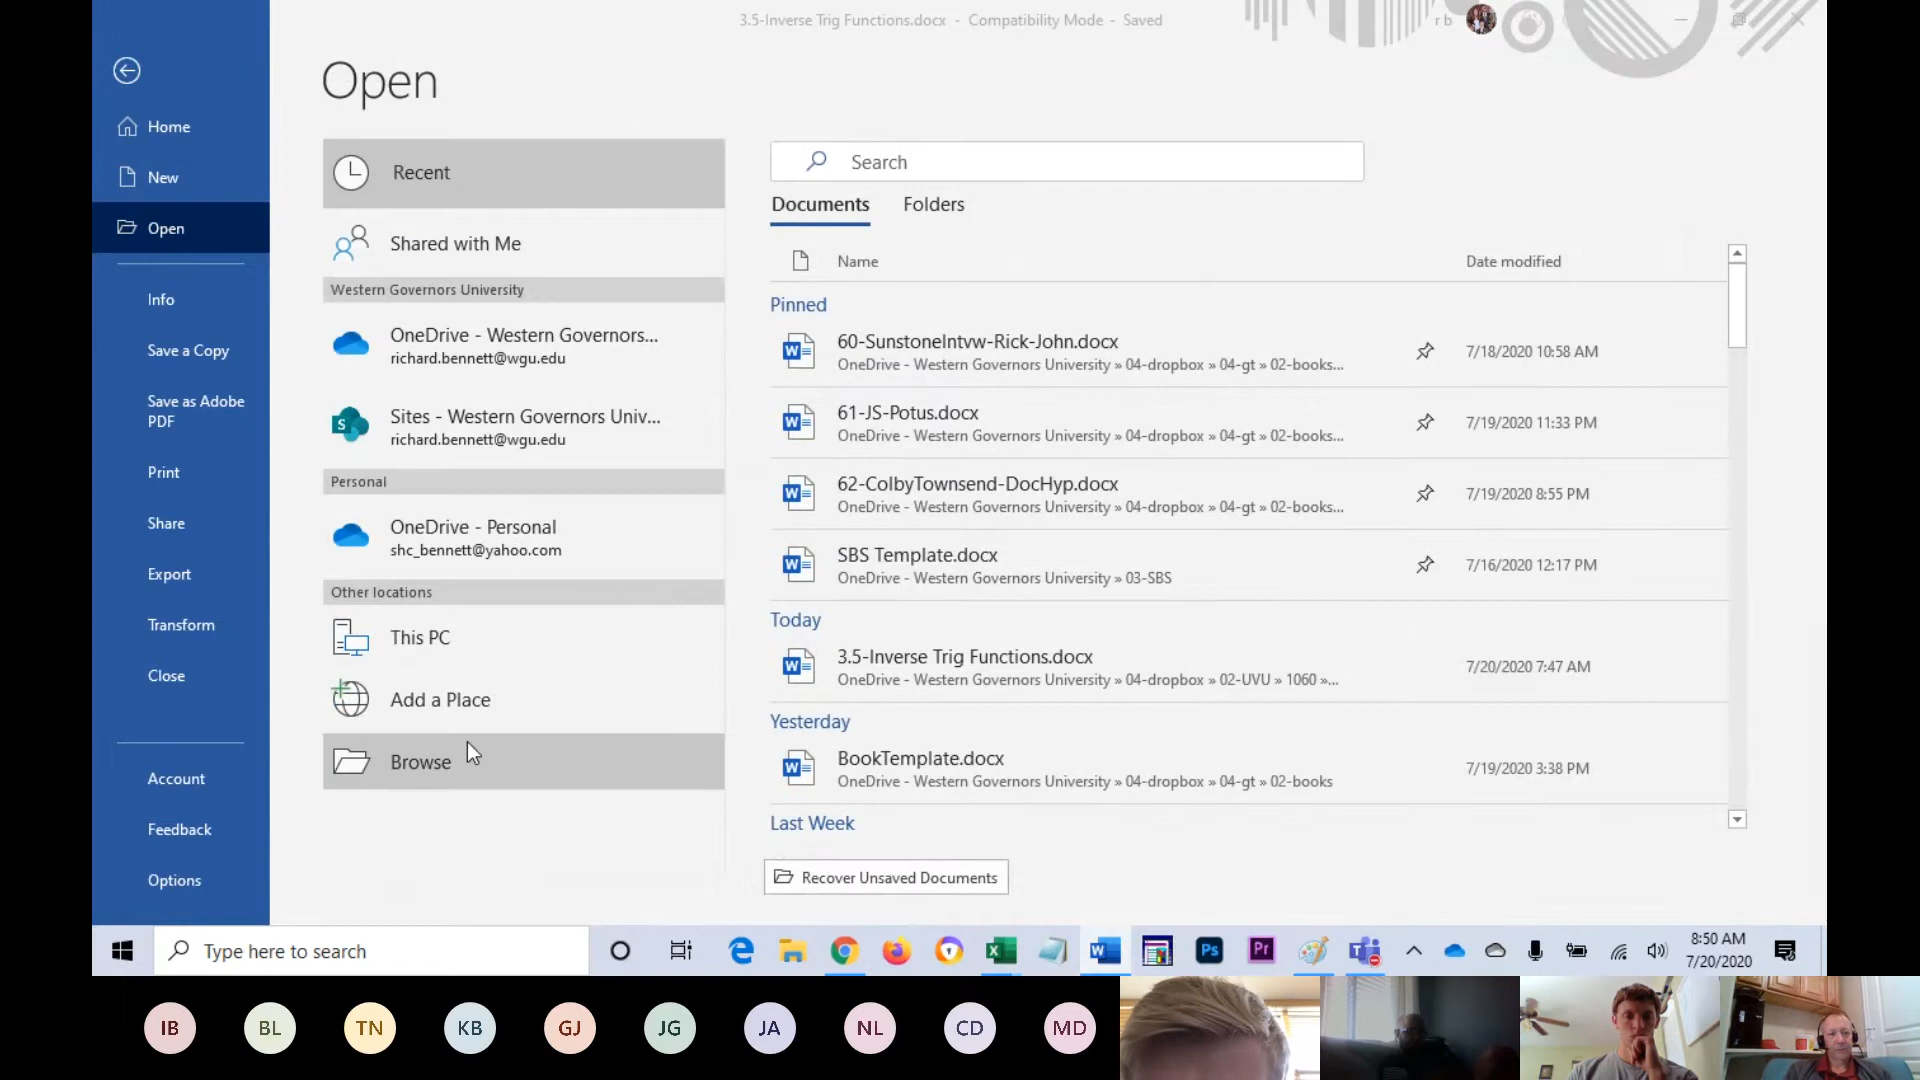 3.5-Inverse Trig Functions.docx - Compatibility Mode - Saved
r b
Open
Home
New
Open
Info
Save a Copy
Save as Adobe
PDF
Print
Share
Export
Transform
Close
Account
Feedback
Options
Recent
Shared with Me
Western Governors University
OneDrive - Western Governors...
richard.bennett@wgu.edu
Sites - Western Governors Univ...
richard.bennett@wgu.edu
Personal
OneDrive - Personal
shc_bennett@yahoo.com
Other locations
This PC
Add a Place
Browse
Search
Documents Folders
Name Date modified
Pinned
60-SunstoneIntvw-Rick-John.docx
OneDrive - Western Governors University » 04-dropbox » 04-gt » 02-books...
7/18/2020 10:58 AM
61-JS-Potus.docx
OneDrive - Western Governors University » 04-dropbox » 04-gt » 02-books...
7/19/2020 11:33 PM
62-ColbyTownsend-DocHyp.docx
OneDrive - Western Governors University » 04-dropbox » 04-gt » 02-books...
7/19/2020 8:55 PM
SBS Template.docx
OneDrive - Western Governors University » 03-SBS
7/16/2020 12:17 PM
Today
3.5-Inverse Trig Functions.docx
OneDrive - Western Governors University » 04-dropbox » 02-UVU » 1060 »...
7/20/2020 7:47 AM
Yesterday
BookTemplate.docx
OneDrive - Western Governors University » 04-dropbox » 04-gt » 02-books
7/19/2020 3:38 PM
Last Week
Recover Unsaved Documents
Type here to search
Ps
Pr
8:50 AM
7/20/2020
IB BL TN KB GJ JG JA NL CD MD